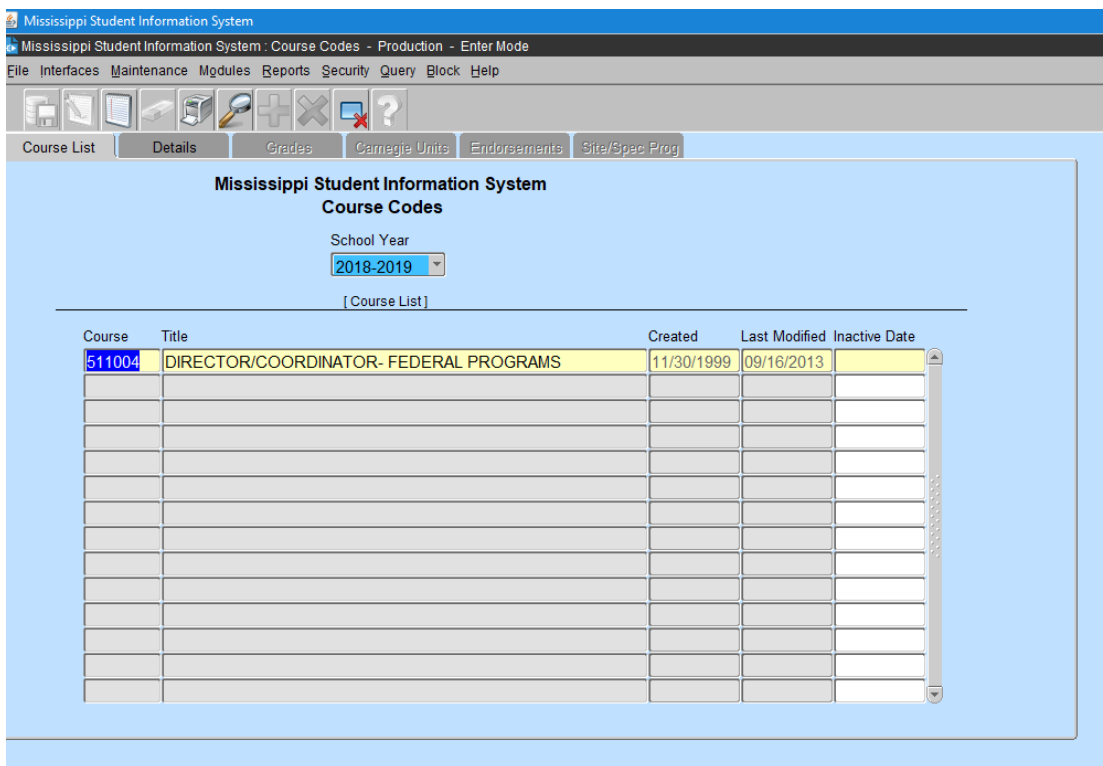 Mississippi Student Information System
Mississippi Student Information System : Course Codes - Production - Enter Mode
File Interfaces Maintenance Modules Reports Security Query Block Help
Course List Details Grades Carnegie Units Endorsements Site/Spec Prog
Mississippi Student Information System
Course Codes
School Year
2018-2019
[ Course List ]
Course Title Created Last Modified Inactive Date
511004 DIRECTOR/COORDINATOR- FEDERAL PROGRAMS 11/30/1999 09/16/2013